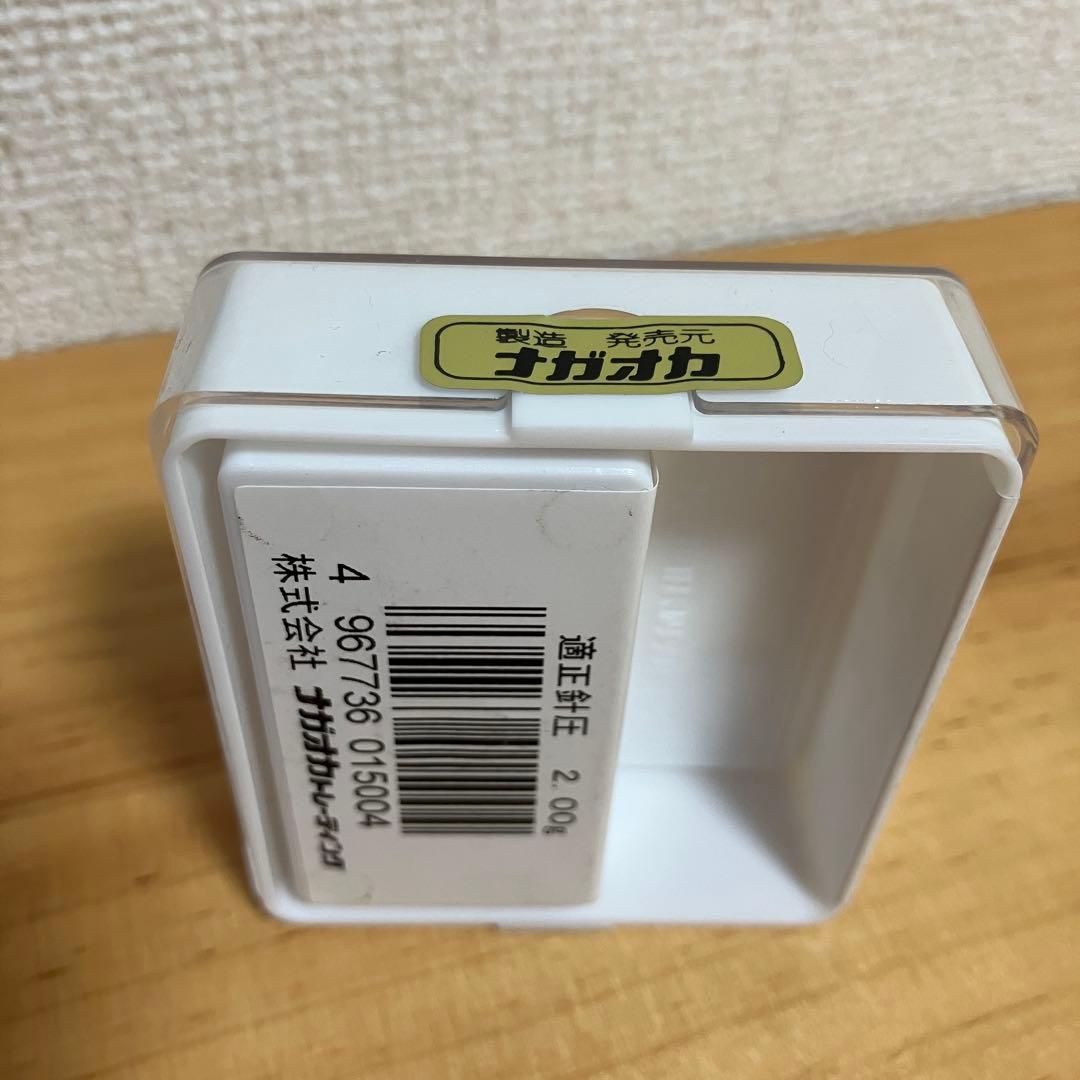 製造 発売元
ナガオカ
適正針圧 2.00g
4 967736 015004
株式会社 ナガオカトレーディング